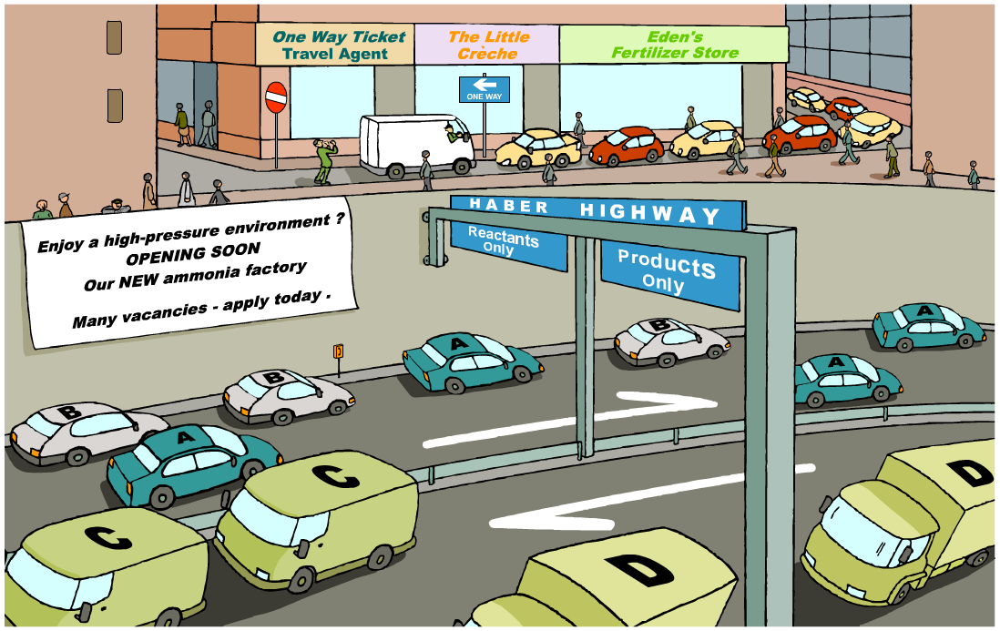 One Way Ticket
Travel Agent
The Little
Crèche
Eden's
Fertilizer Store
ONE WAY
HABER HIGHWAY
Reactants
Only
Products
Only
Enjoy a high-pressure environment ?
OPENING SOON
Our NEW ammonia factory
Many vacancies - apply today .
B
A
A
B
B
A
A
C
C
D
D